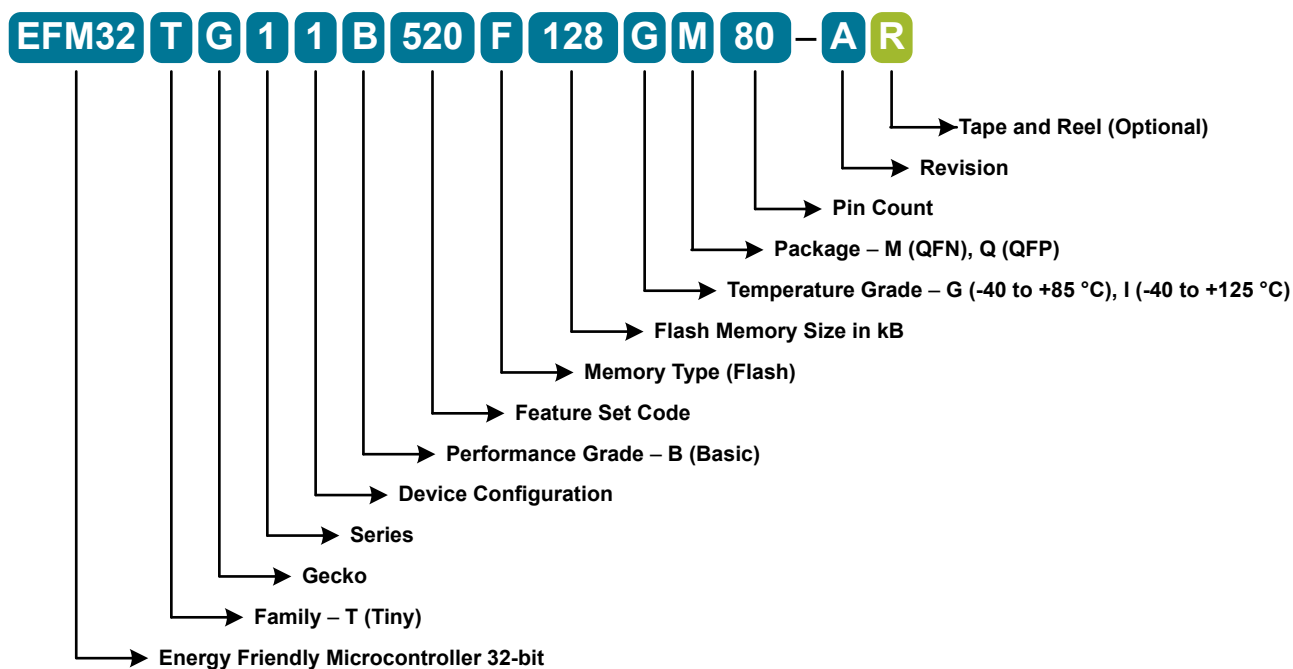 EFM32 T G 1 1 B 520 F 128 G M 80 – A R
Tape and Reel (Optional)
Revision
Pin Count
Package – M (QFN), Q (QFP)
Temperature Grade – G (-40 to +85 °C), I (-40 to +125 °C)
Flash Memory Size in kB
Memory Type (Flash)
Feature Set Code
Performance Grade – B (Basic)
Device Configuration
Series
Gecko
Family – T (Tiny)
Energy Friendly Microcontroller 32-bit